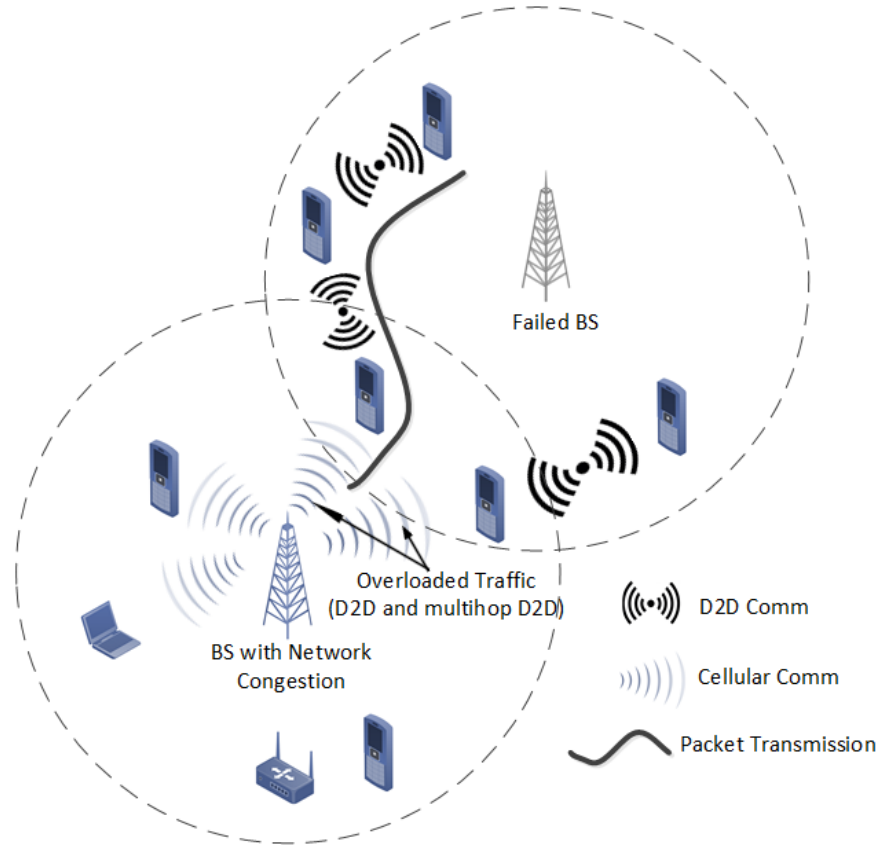 Failed BS
Overloaded Traffic
(D2D and multihop D2D)
BS with Network
Congestion
D2D Comm
Cellular Comm
Packet Transmission